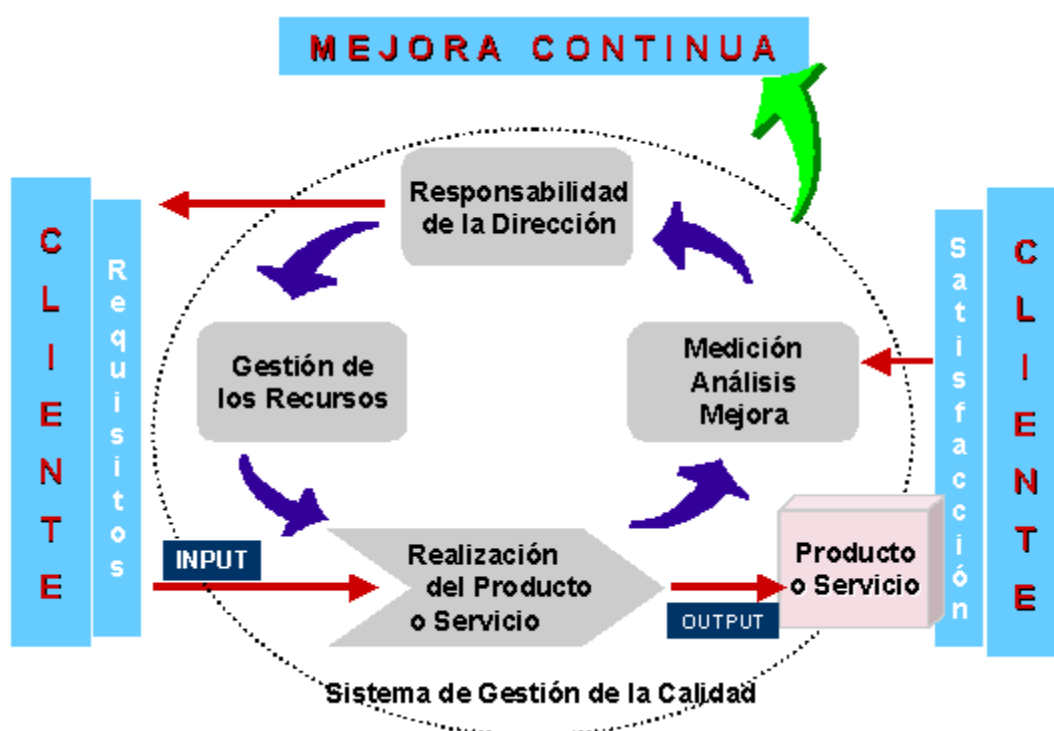 MEJORA CONTINUA
Responsabilidad
de la Dirección
CLIENTE
Requisitos
Gestión de
los Recursos
Medición
Análisis
Mejora
Satisfacción
CLIENTE
INPUT
Realización
del Producto
o Servicio
OUTPUT
Producto
o Servicio
Sistema de Gestión de la Calidad